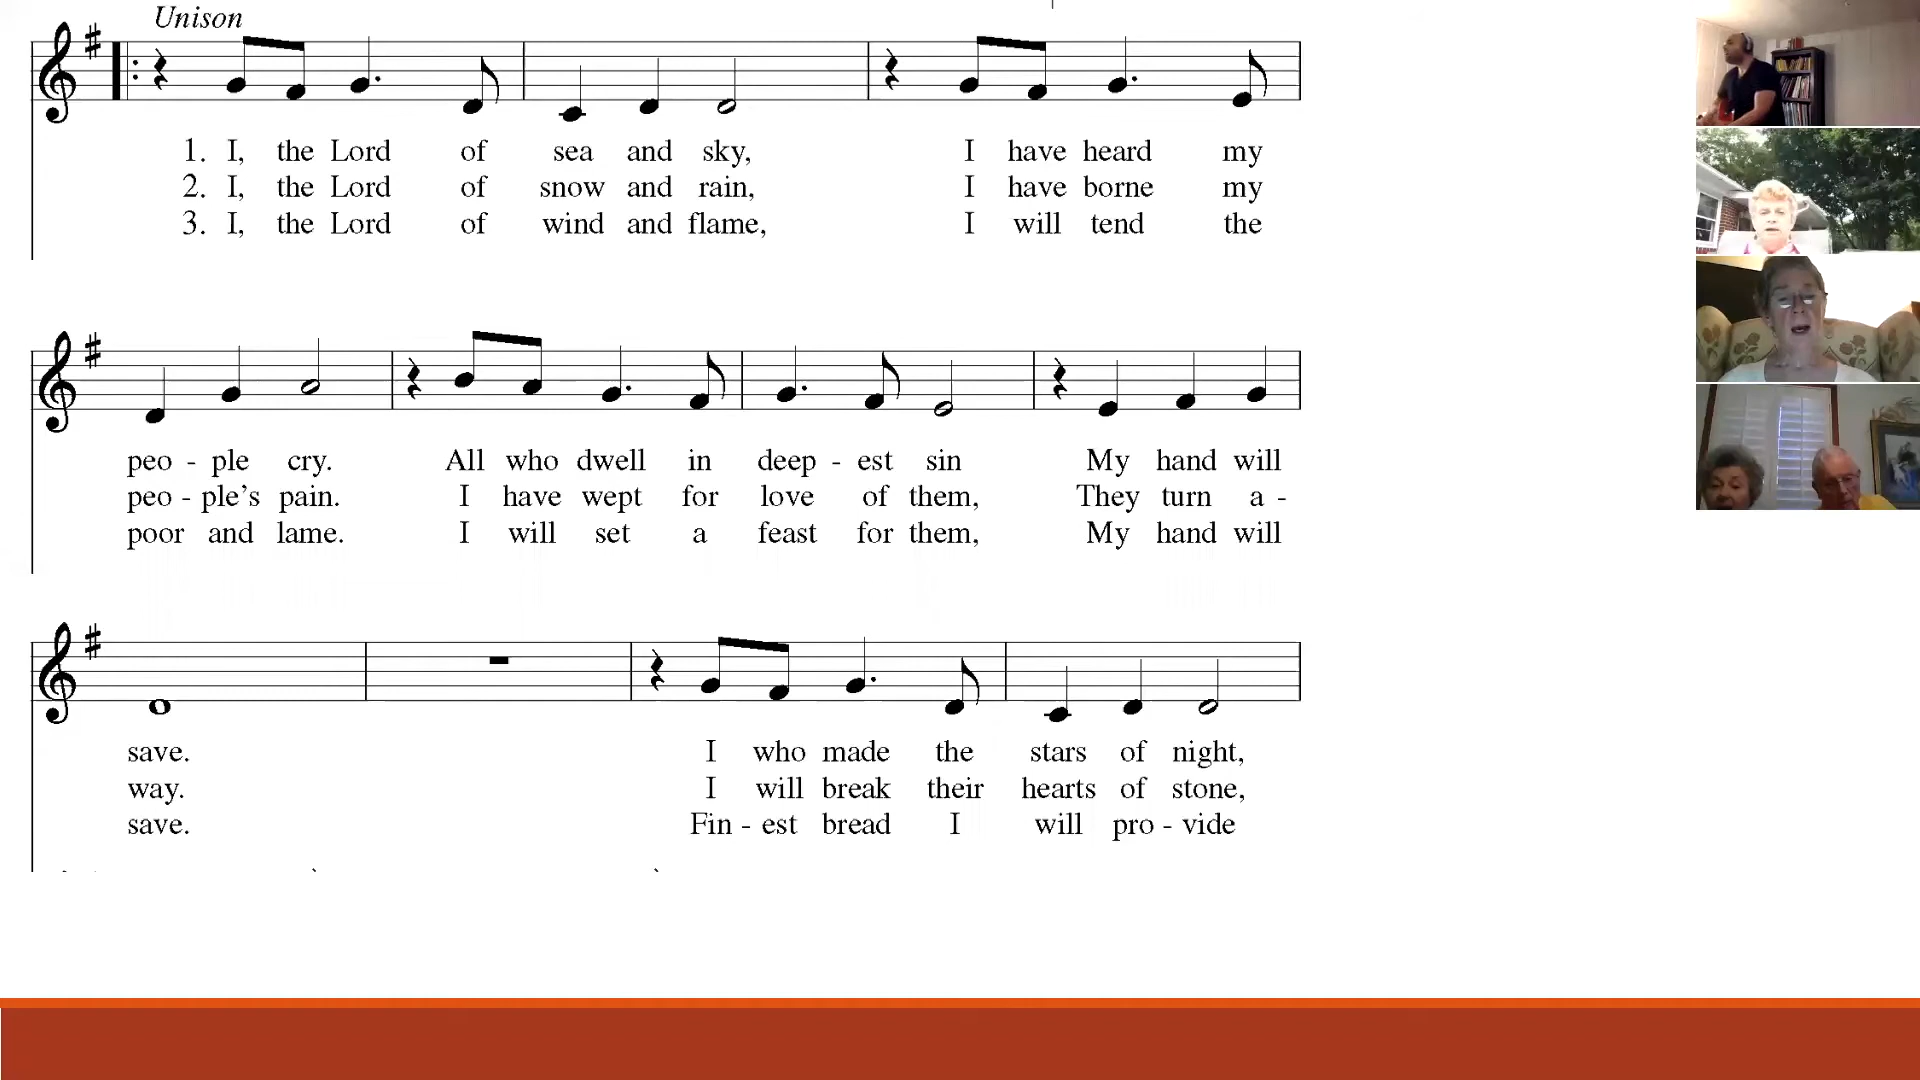 Unison
1. I, the Lord of sea and sky, I have heard my
2. I, the Lord of snow and rain, I have borne my
3. I, the Lord of wind and flame, I will tend the
peo - ple cry. All who dwell in deep - est sin My hand will
peo - ple's pain. I have wept for love of them, They turn a -
poor and lame. I will set a feast for them, My hand will
save. I who made the stars of night,
way. I will break their hearts of stone,
save. Fin - est bread I will pro - vide